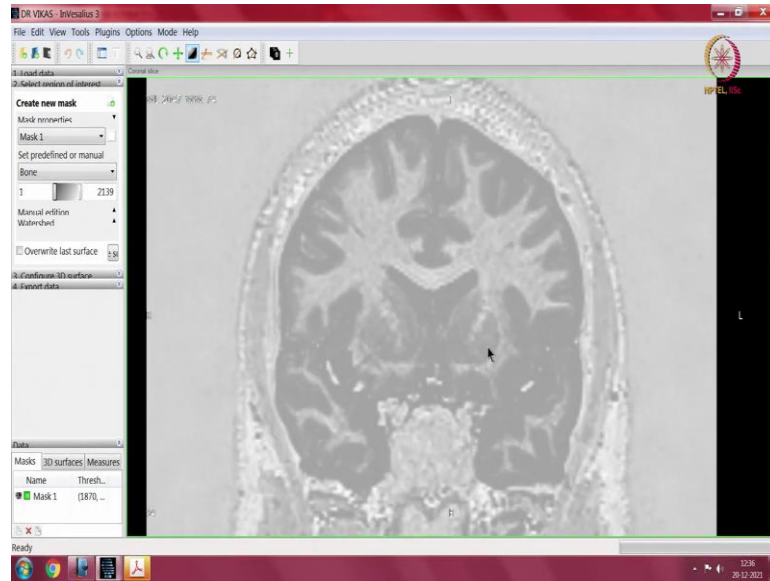 DR VIKAS - InVesalius 3
File Edit View Tools Plugins Options Mode Help
1. Load data
Coronal slice
2. Select region of interest
NPTEL, IISc
Create new mask
Mask properties
Mask 1
Set predefined or manual
Bone
1 2139
Manual edition
Watershed
Overwrite last surface
3. Configure 3D surface
4. Export data
L
Data
Masks 3D surfaces Measures
Name Thresh..
Mask 1 (1870, ..
Ready
12:36
20-12-2021